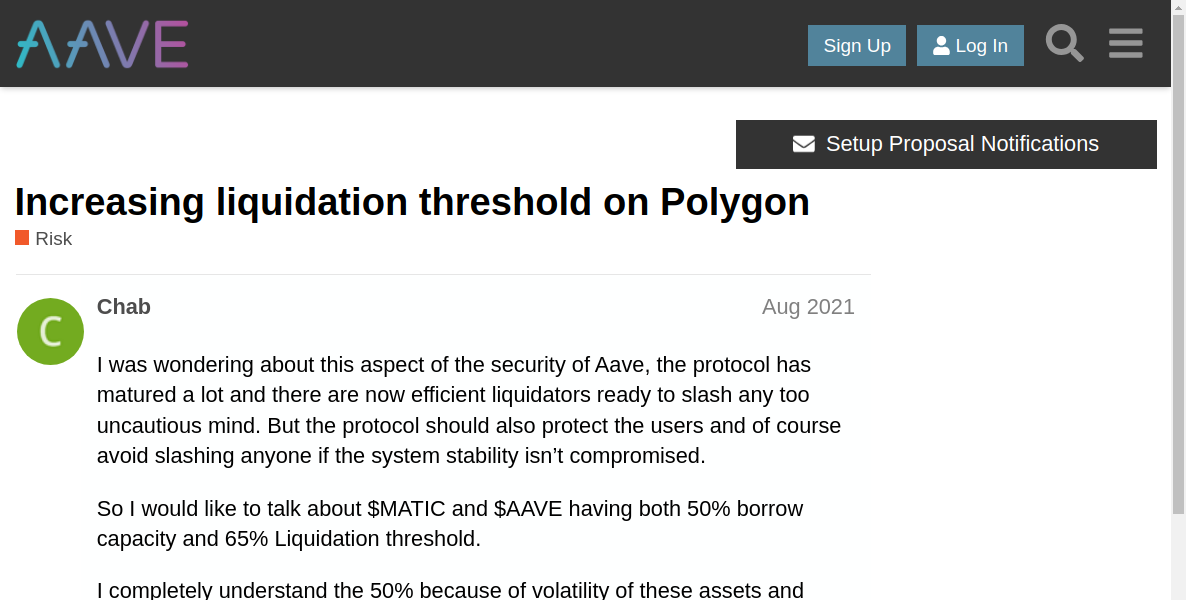 AAVE
Sign Up
Log In
Setup Proposal Notifications
Increasing liquidation threshold on Polygon
Risk
C
Chab
Aug 2021
I was wondering about this aspect of the security of Aave, the protocol has
matured a lot and there are now efficient liquidators ready to slash any too
uncautious mind. But the protocol should also protect the users and of course
avoid slashing anyone if the system stability isn’t compromised.
So I would like to talk about $MATIC and $AAVE having both 50% borrow
capacity and 65% Liquidation threshold.
I completely understand the 50% because of volatility of these assets and